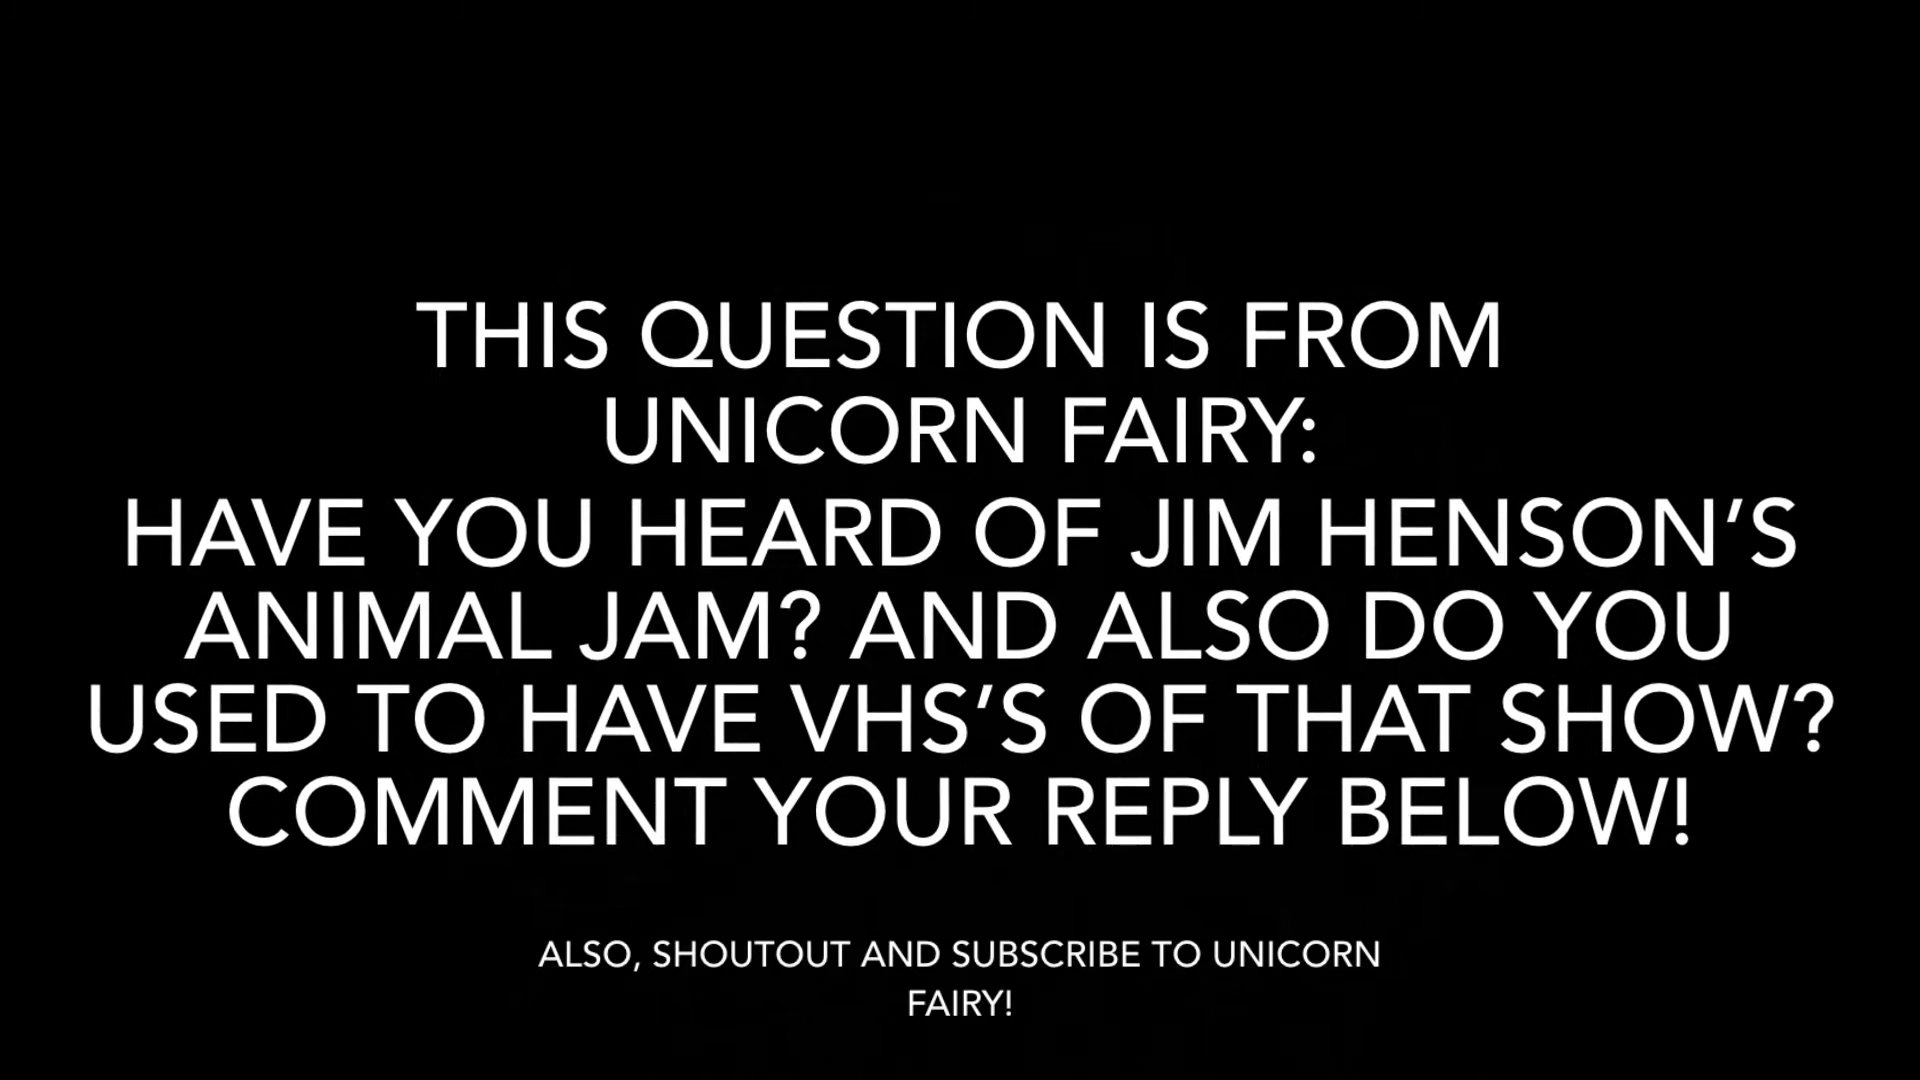 THIS QUESTION IS FROM
UNICORN FAIRY:
HAVE YOU HEARD OF JIM HENSON’S
ANIMAL JAM? AND ALSO DO YOU
USED TO HAVE VHS’S OF THAT SHOW?
COMMENT YOUR REPLY BELOW!
ALSO, SHOUTOUT AND SUBSCRIBE TO UNICORN
FAIRY!